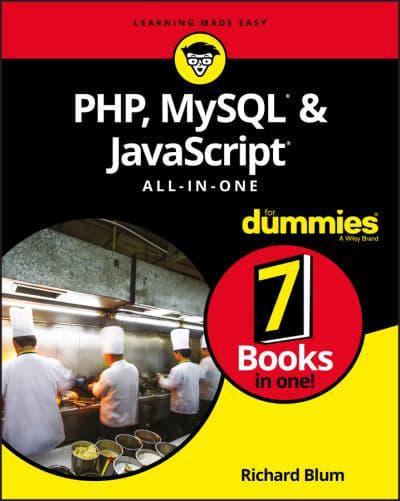 LEARNING MADE EASY
PHP, MySQL® &
JavaScript®
ALL-IN-ONE
for
dummies®
A Wiley Brand
7
Books
in one!
Richard Blum